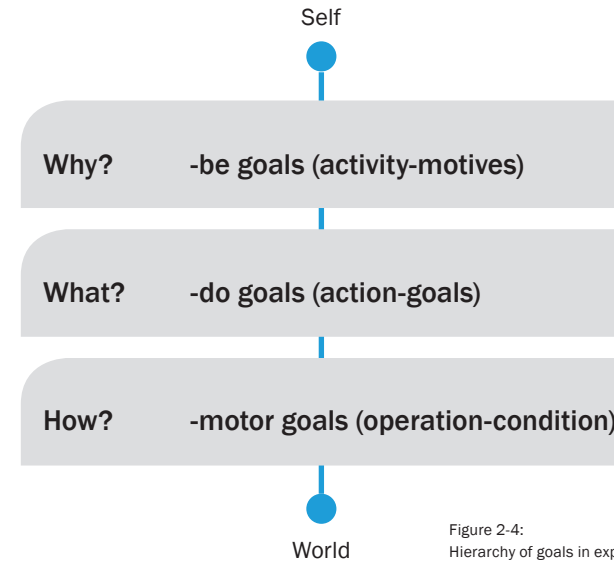 Self
Why? -be goals (activity-motives)
What? -do goals (action-goals)
How? -motor goals (operation-condition)
World
Figure 2-4:
Hierarchy of goals in exp